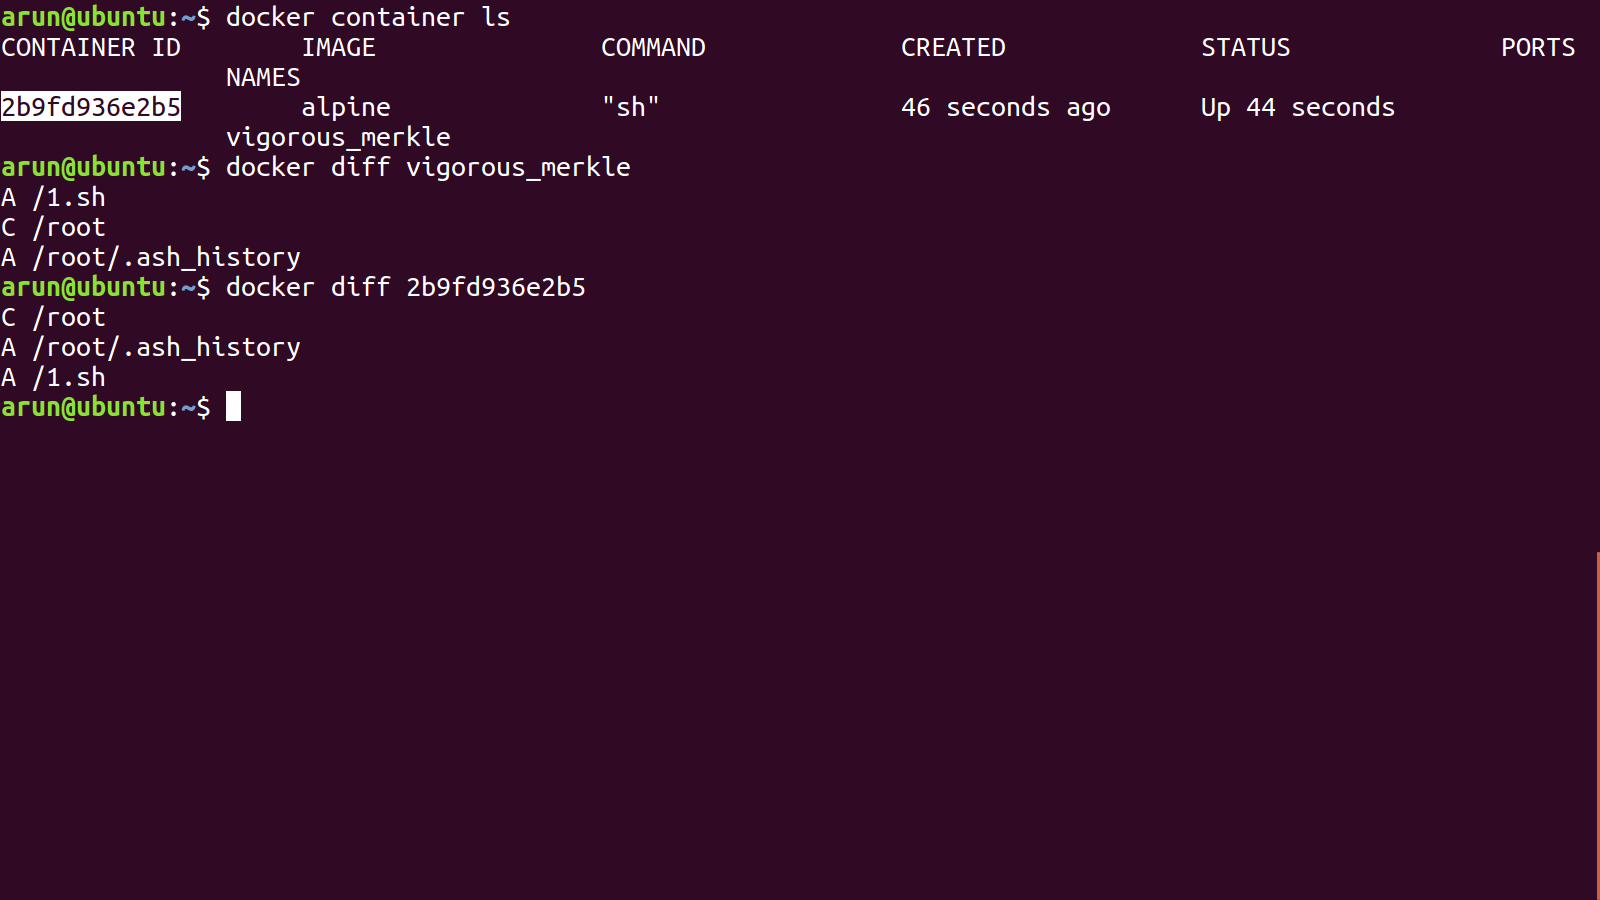 arun@ubuntu:~$ docker container ls
CONTAINER ID        IMAGE               COMMAND             CREATED             STATUS              PORTS
               NAMES
2b9fd936e2b5        alpine              "sh"                46 seconds ago      Up 44 seconds
               vigorous_merkle
arun@ubuntu:~$ docker diff vigorous_merkle
A /1.sh
C /root
A /root/.ash_history
arun@ubuntu:~$ docker diff 2b9fd936e2b5
C /root
A /root/.ash_history
A /1.sh
arun@ubuntu:~$